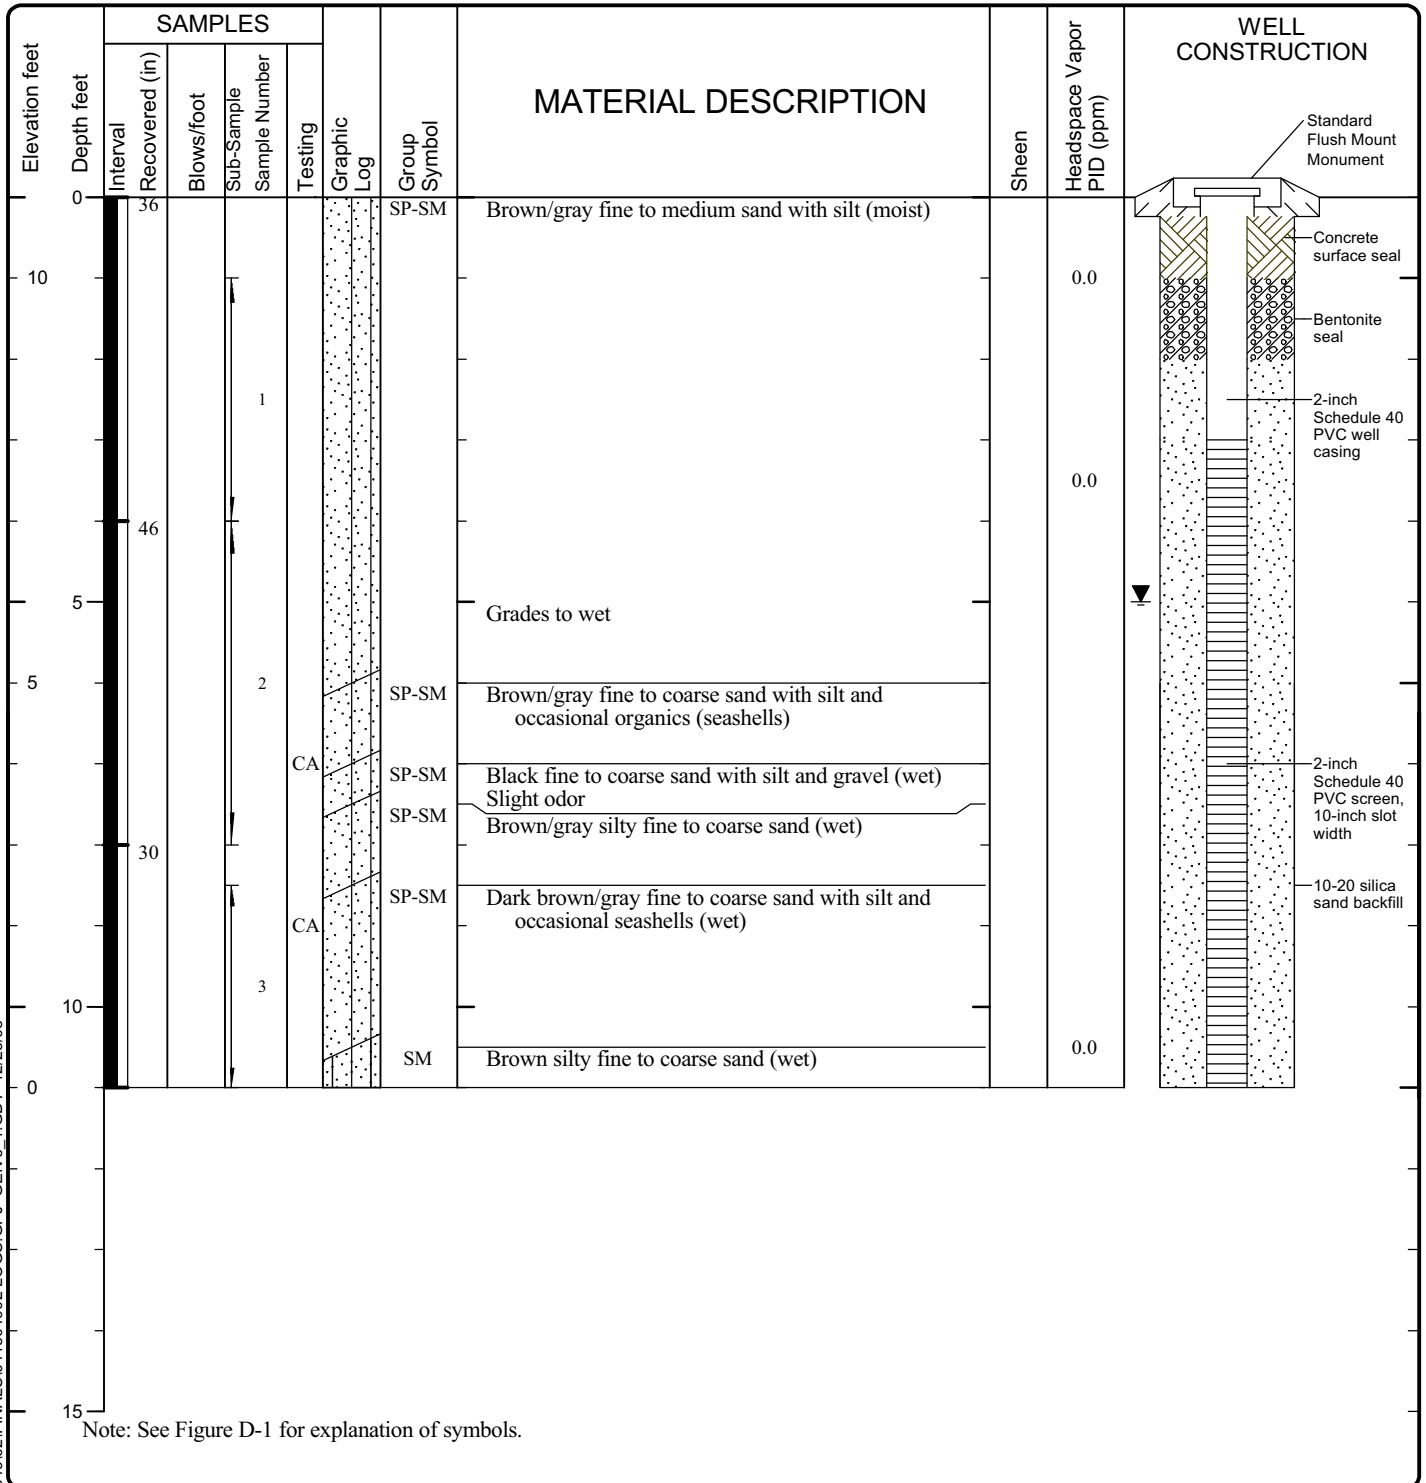 SAMPLES
Elevation feet
Depth feet
Interval
Recovered (in)
Blows/foot
Sub-Sample
Sample Number
Testing
Graphic
Log
Group
Symbol
MATERIAL DESCRIPTION
Sheen
Headspace Vapor
PID (ppm)
WELL
CONSTRUCTION
Standard
Flush Mount
Monument
0
36
SP-SM
Brown/gray fine to medium sand with silt (moist)
Concrete
surface seal
10
0.0
Bentonite
seal
1
2-inch
Schedule 40
PVC well
casing
0.0
46
5
Grades to wet
5
2
SP-SM
Brown/gray fine to coarse sand with silt and
occasional organics (seashells)
CA
SP-SM
Black fine to coarse sand with silt and gravel (wet)
Slight odor
2-inch
Schedule 40
PVC screen,
10-inch slot
width
SP-SM
Brown/gray silty fine to coarse sand (wet)
30
SP-SM
Dark brown/gray fine to coarse sand with silt and
occasional seashells (wet)
10-20 silica
sand backfill
CA
3
10
SM
Brown silty fine to coarse sand (wet)
0.0
0
15
Note: See Figure D-1 for explanation of symbols.